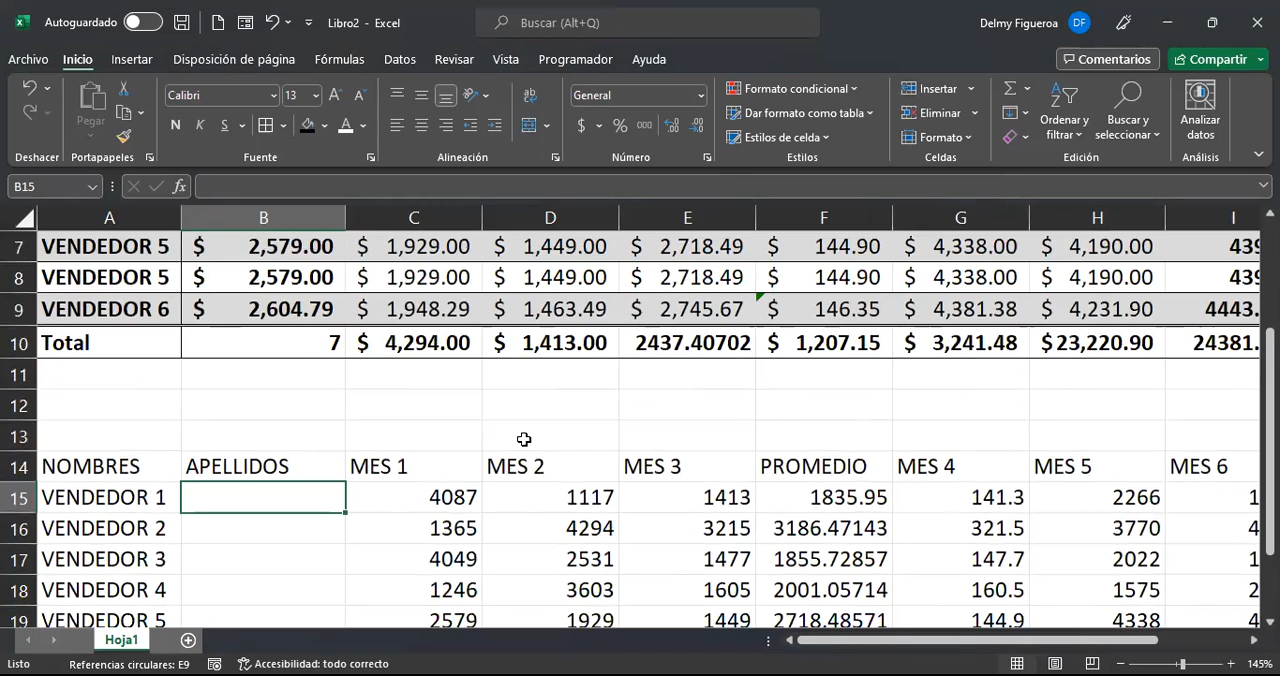 Autoguardado
Libro2 - Excel
Buscar (Alt+Q)
Delmy Figueroa
DF
Archivo Inicio Insertar Disposición de página Fórmulas Datos Revisar Vista Programador Ayuda
Comentarios
Compartir
Pegar
Calibri
13
N K S
General
$ % 000
Formato condicional
Dar formato como tabla
Estilos de celda
Insertar
Eliminar
Formato
Ordenar y filtrar
Buscar y seleccionar
Analizar datos
Deshacer Portapapeles Fuente Alineación Número Estilos Celdas Edición Análisis
B15
fx
A B C D E F G H I
7 VENDEDOR 5 $ 2,579.00 $ 1,929.00 $ 1,449.00 $ 2,718.49 $ 144.90 $ 4,338.00 $ 4,190.00 439
8 VENDEDOR 5 $ 2,579.00 $ 1,929.00 $ 1,449.00 $ 2,718.49 $ 144.90 $ 4,338.00 $ 4,190.00 439
9 VENDEDOR 6 $ 2,604.79 $ 1,948.29 $ 1,463.49 $ 2,745.67 $ 146.35 $ 4,381.38 $ 4,231.90 4443.
10 Total 7 $ 4,294.00 $ 1,413.00 2437.40702 $ 1,207.15 $ 3,241.48 $ 23,220.90 24381.
11
12
13
14 NOMBRES APELLIDOS MES 1 MES 2 MES 3 PROMEDIO MES 4 MES 5 MES 6
15 VENDEDOR 1 4087 1117 1413 1835.95 141.3 2266 1
16 VENDEDOR 2 1365 4294 3215 3186.47143 321.5 3770 4
17 VENDEDOR 3 4049 2531 1477 1855.72857 147.7 2022 1
18 VENDEDOR 4 1246 3603 1605 2001.05714 160.5 1575 2
19 VENDEDOR 5 2579 1929 1449 2718.48571 144.9 4338 4
Hoja1
Listo
Referencias circulares: E9
Accesibilidad: todo correcto
145%